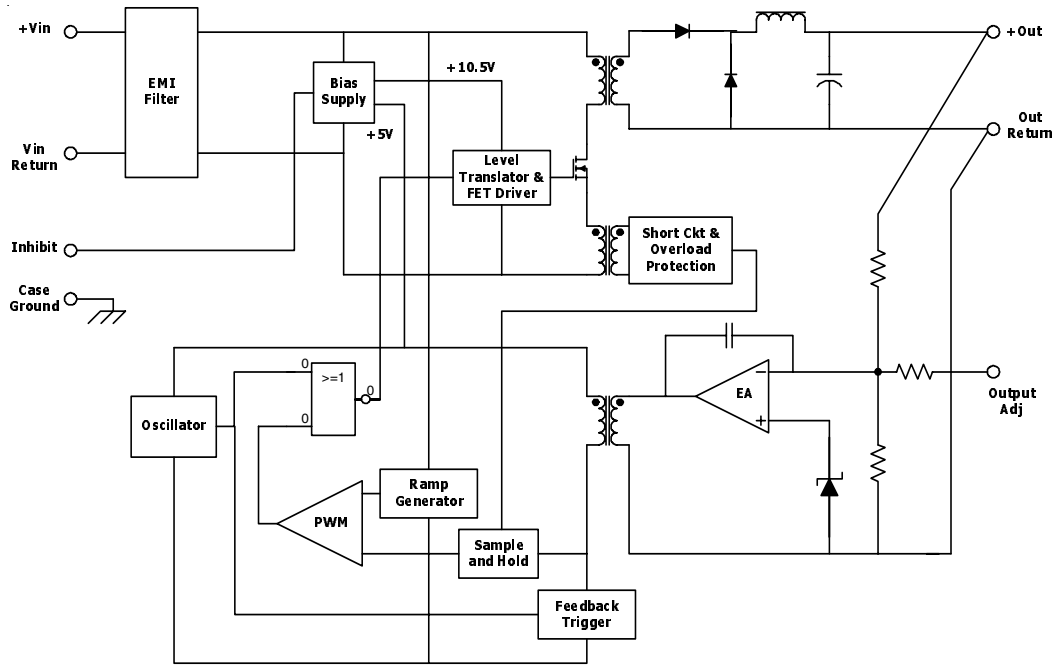 +Vin
EMI
Filter
Bias
Supply
+10.5V
+5V
Vin
Return
Level
Translator &
FET Driver
+Out
Out
Return
Inhibit
Short Ckt &
Overload
Protection
Case
Ground
0
>=1
0
0
Oscillator
EA
−
+
Output
Adj
Ramp
Generator
PWM
Sample
and Hold
Feedback
Trigger